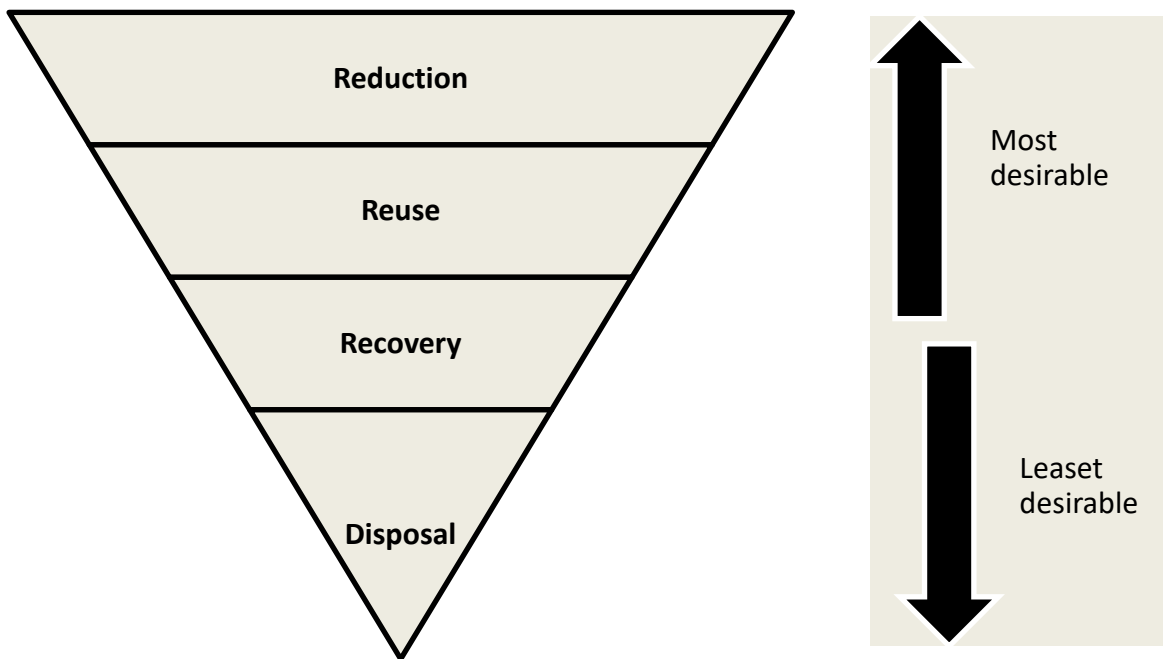 Reduction
Reuse
Recovery
Disposal
Most
desirable
Leaset
desirable